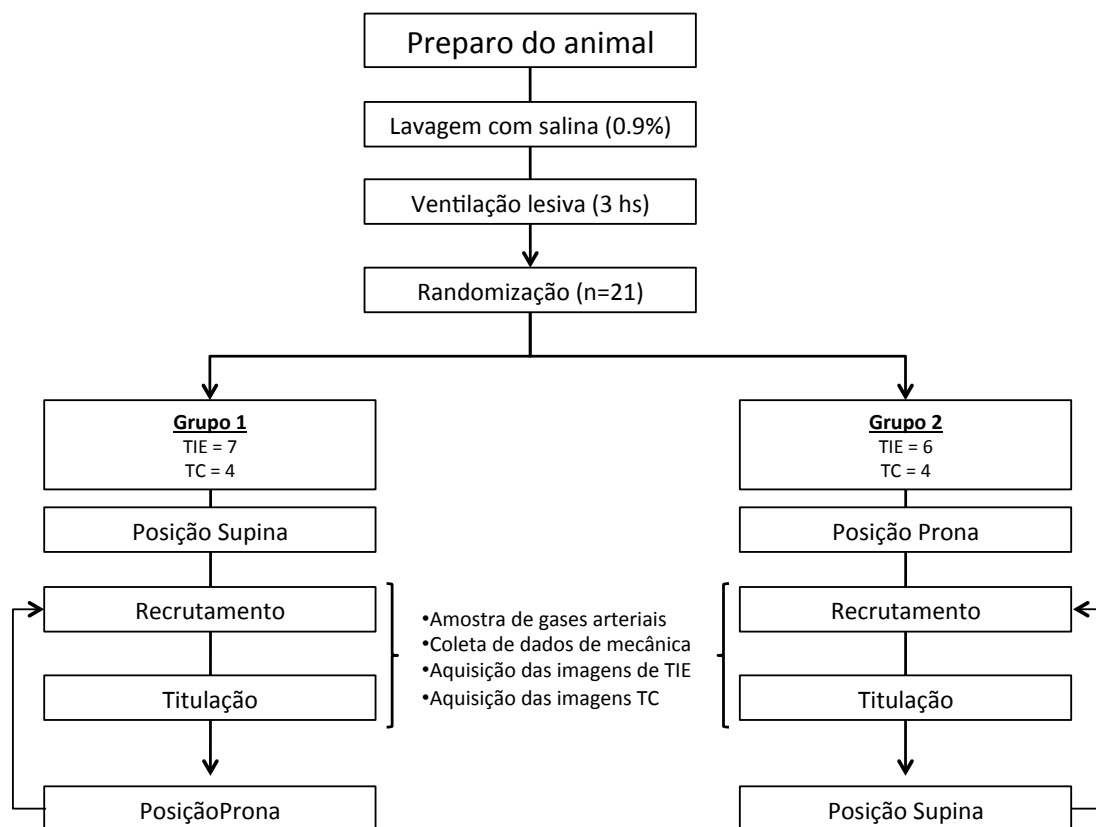 Preparo do animal
Lavagem com salina (0.9%)
Ventilação lesiva (3 hs)
Randomização (n=21)
Grupo 1
TIE = 7
TC = 4
Grupo 2
TIE = 6
TC = 4
Posição Supina
Posição Prona
Recrutamento
•Amostra de gases arteriais
•Coleta de dados de mecânica
•Aquisição das imagens de TIE
•Aquisição das imagens TC
Recrutamento
Titulação
Titulação
PosiçãoProna
Posição Supina